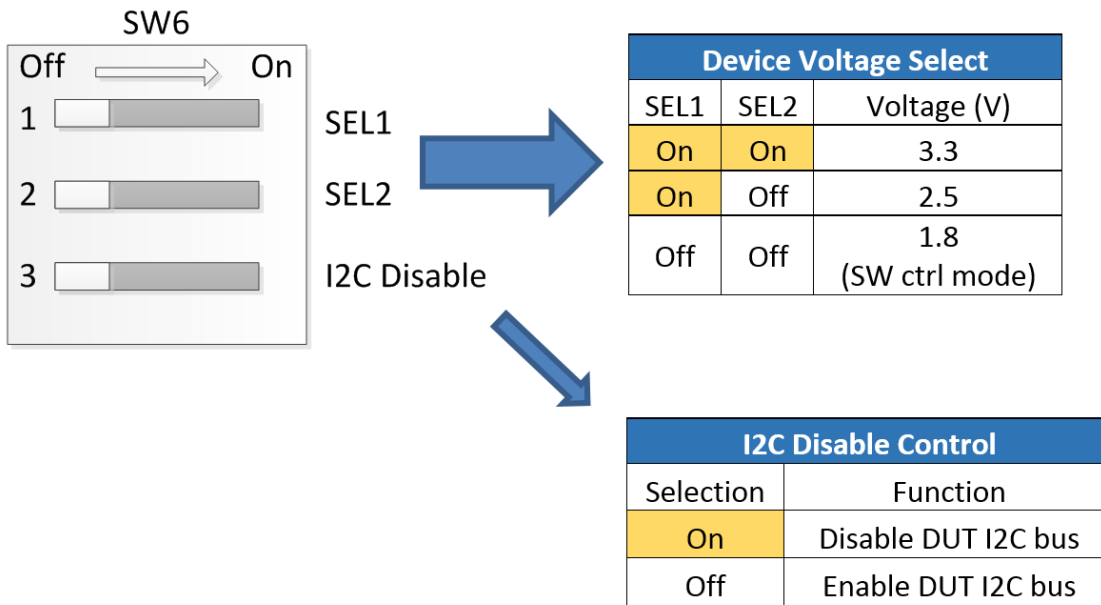 SW6
Off On
1
2
3
SEL1
SEL2
I2C Disable
Device Voltage Select
SEL1 SEL2 Voltage (V)
On On 3.3
On Off 2.5
Off Off 1.8
(SW ctrl mode)
I2C Disable Control
Selection Function
On Disable DUT I2C bus
Off Enable DUT I2C bus